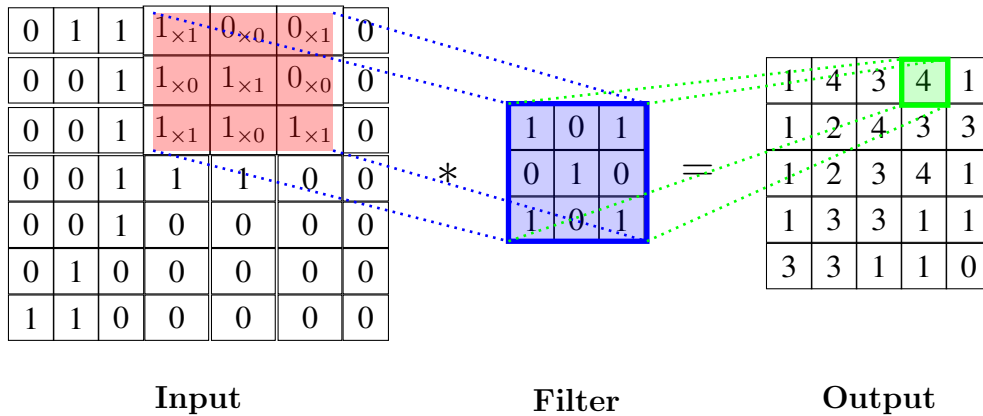 0 1 1 1×1 0×0 0×1 0
0 0 1 1×0 1×1 0×0 0
0 0 1 1×1 1×0 1×1 0
0 0 1 1 1 0 0
0 0 1 0 0 0 0
0 1 0 0 0 0 0
1 1 0 0 0 0 0
*
1 0 1
0 1 0
1 0 1
=
1 4 3 4 1
1 2 4 3 3
1 2 3 4 1
1 3 3 1 1
3 3 1 1 0
Input
Filter
Output